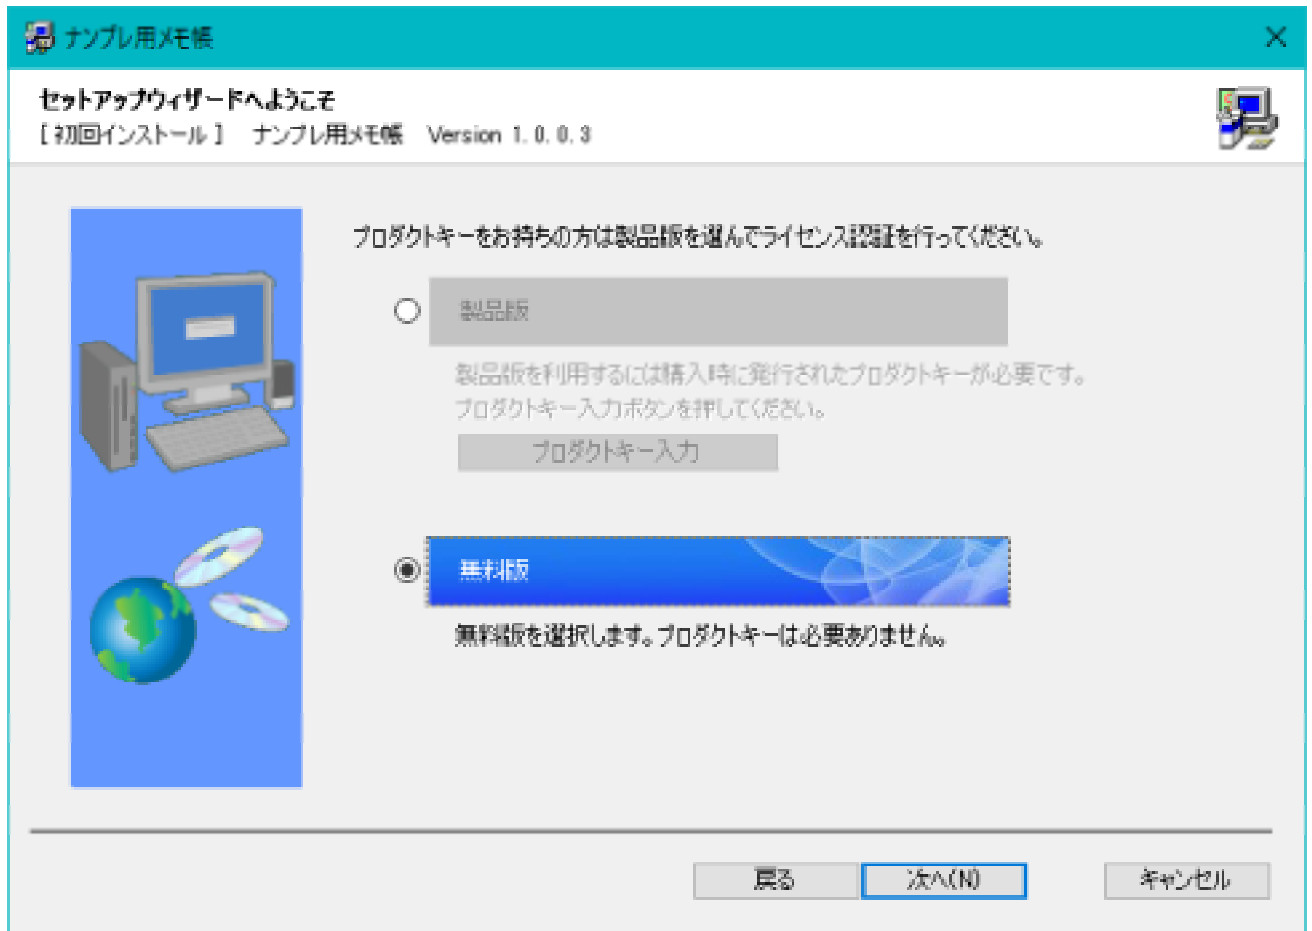 ナンプレ用メモ帳
セットアップウィザードへようこそ
[ 初回インストール ] ナンプレ用メモ帳 Version 1.0.0.3
プロダクトキーをお持ちの方は製品版を選んでライセンス認証を行ってください。
製品版
製品版を利用するには購入時に発行されたプロダクトキーが必要です。
プロダクトキー入力ボタンを押してください。
プロダクトキー入力
無料版
無料版を選択します。プロダクトキーは必要ありません。
戻る 次へ(N) キャンセル